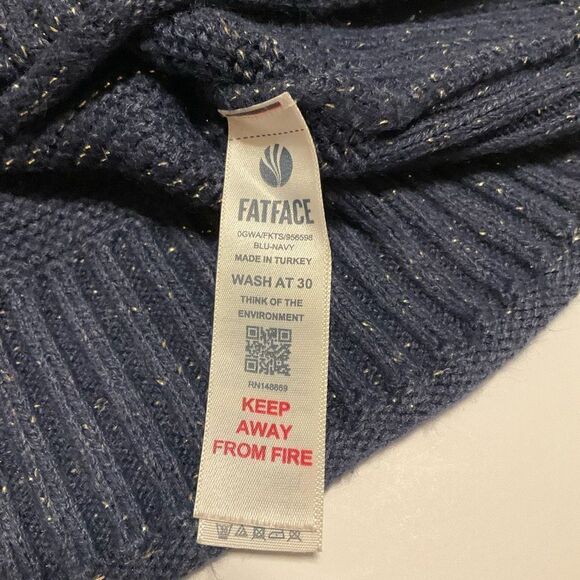 FATFACE
0GWA/FKTS/956598
BLU-NAVY
MADE IN TURKEY
WASH AT 30
THINK OF THE
ENVIRONMENT
RN148869
KEEP
AWAY
FROM FIRE